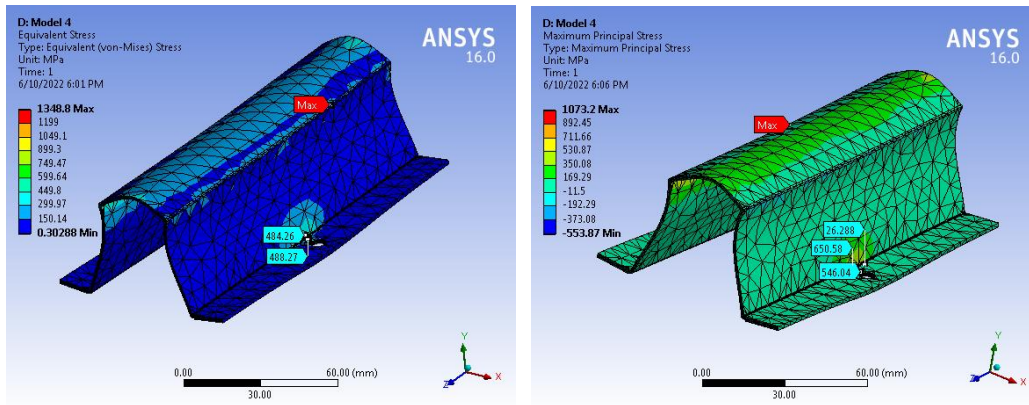 D: Model 4
Equivalent Stress
Type: Equivalent (von-Mises) Stress
Unit: MPa
Time: 1
6/10/2022 6:01 PM
ANSYS
16.0
1348.8 Max
1199
1049.1
899.3
749.47
599.64
449.8
299.97
150.14
0.30288 Min
Max
484.26
488.27
0.00
60.00 (mm)
30.00
Y
Z
X
D: Model 4
Maximum Principal Stress
Type: Maximum Principal Stress
Unit: MPa
Time: 1
6/10/2022 6:06 PM
ANSYS
16.0
1073.2 Max
892.45
711.66
530.87
350.08
169.29
-11.5
-192.29
-373.08
-553.87 Min
Max
26.288
650.58
546.04
0.00
60.00 (mm)
30.00
Y
Z
X